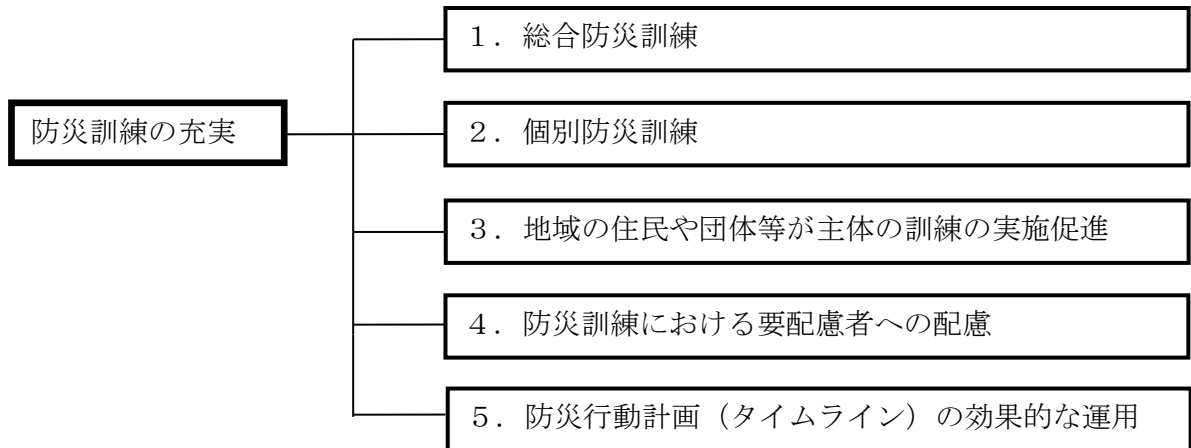 防災訓練の充実
１．総合防災訓練
２．個別防災訓練
３．地域の住民や団体等が主体の訓練の実施促進
４．防災訓練における要配慮者への配慮
５．防災行動計画（タイムライン）の効果的な運用